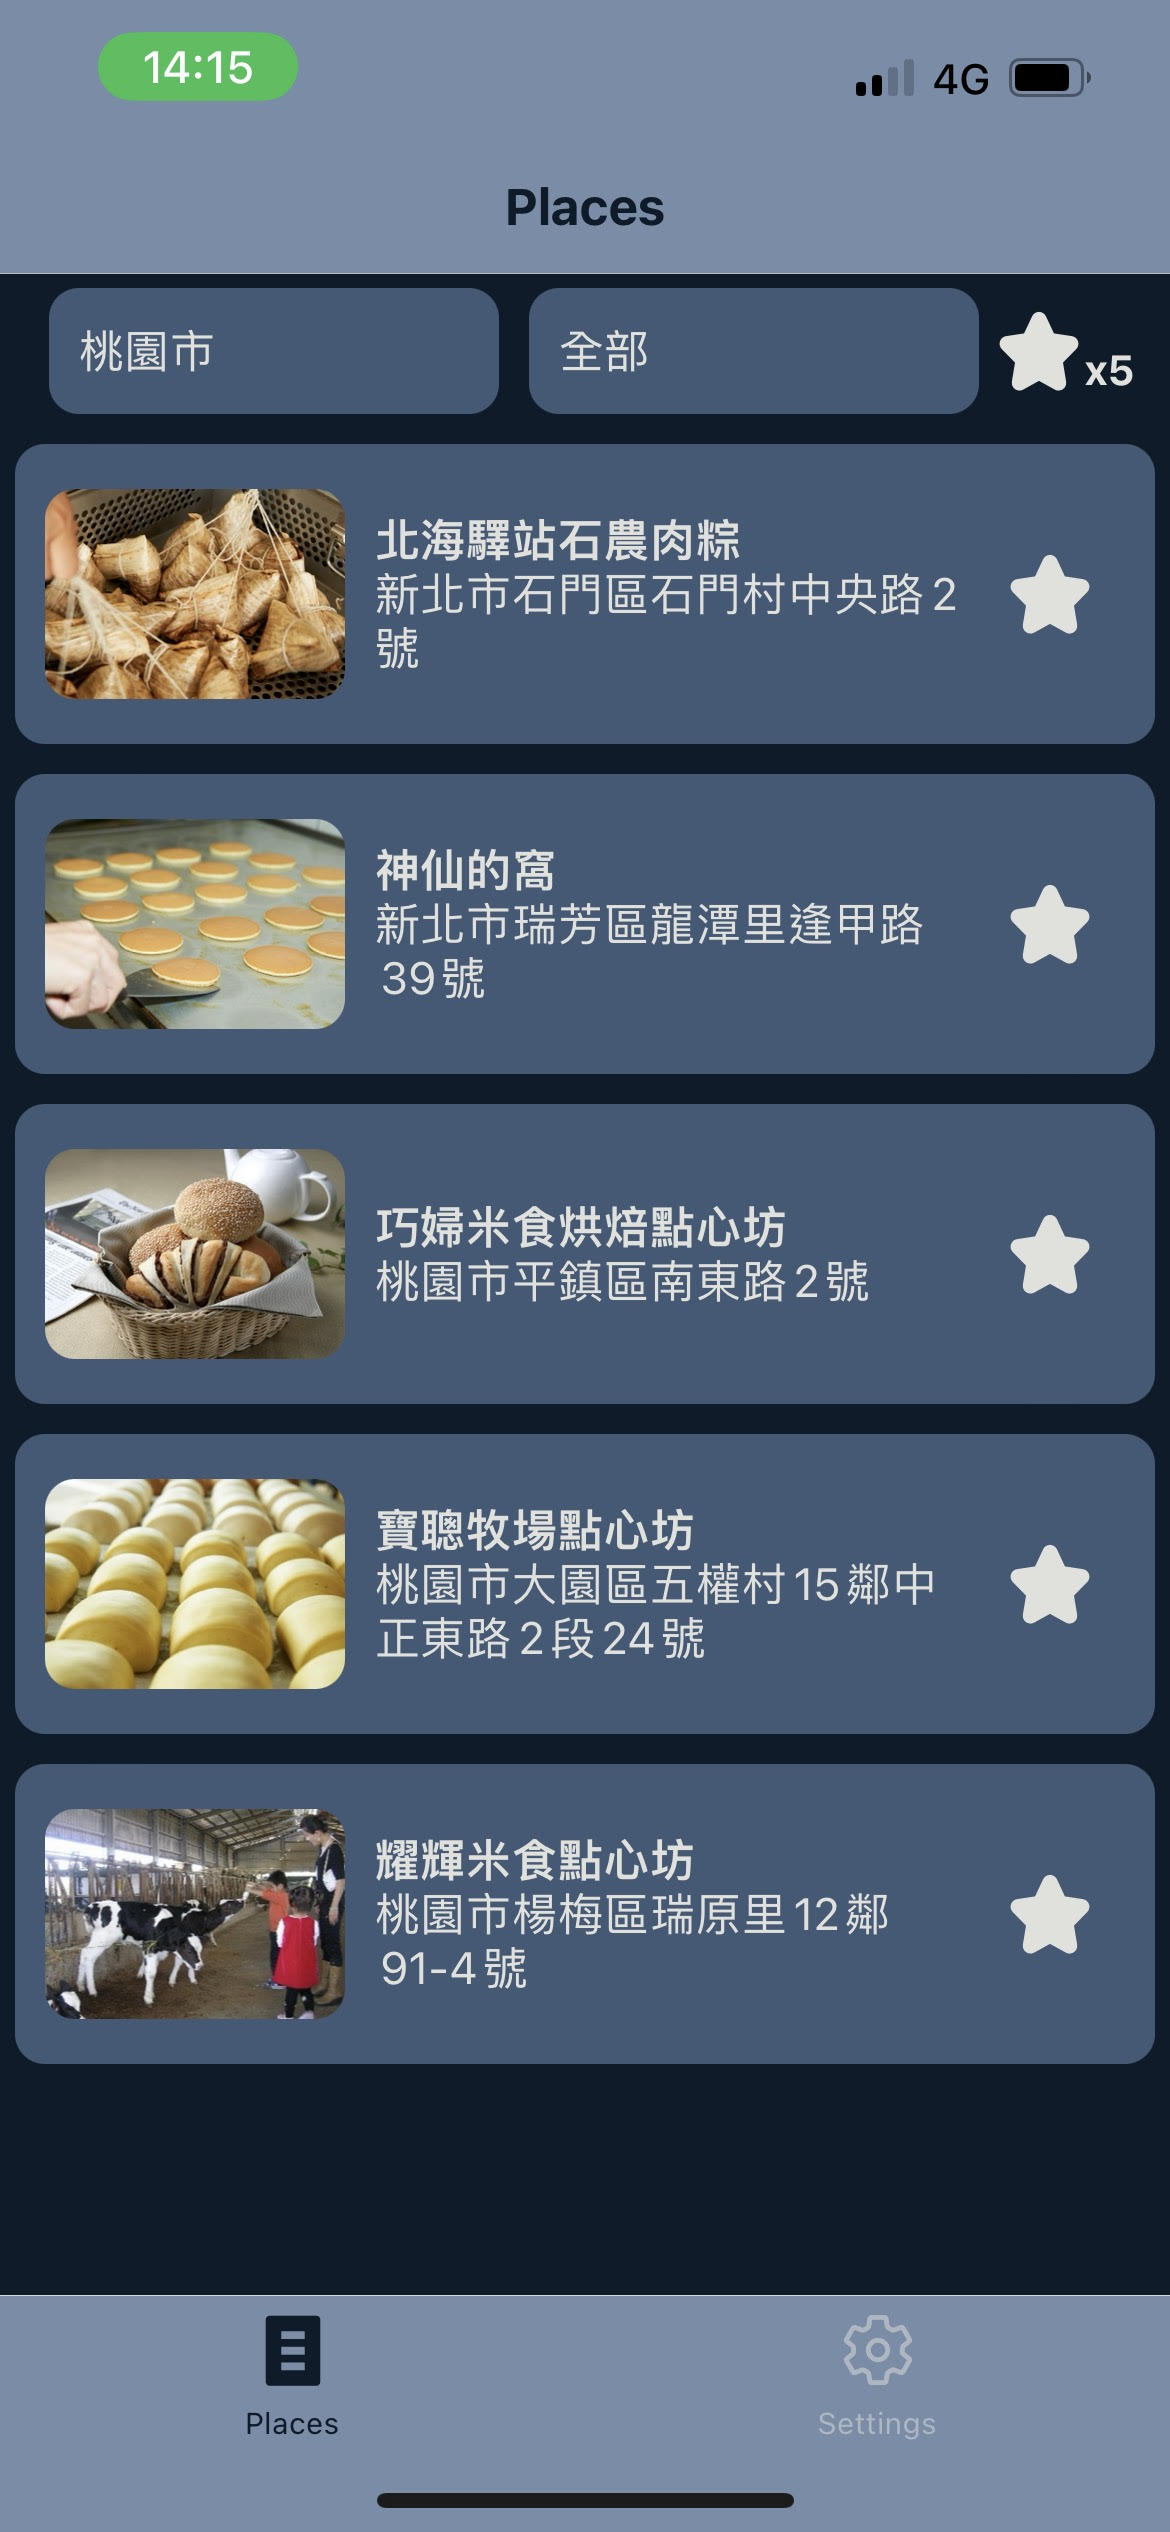 14:15
4G
Places
桃園市
全部
x5
北海驛站石農肉粽
新北市石門區石門村中央路2
號
神仙的窩
新北市瑞芳區龍潭里逢甲路
39號
巧婦米食烘焙點心坊
桃園市平鎮區南東路2號
寶聰牧場點心坊
桃園市大園區五權村15鄰中
正東路2段24號
耀輝米食點心坊
桃園市楊梅區瑞原里12鄰
91-4號
Places
Settings